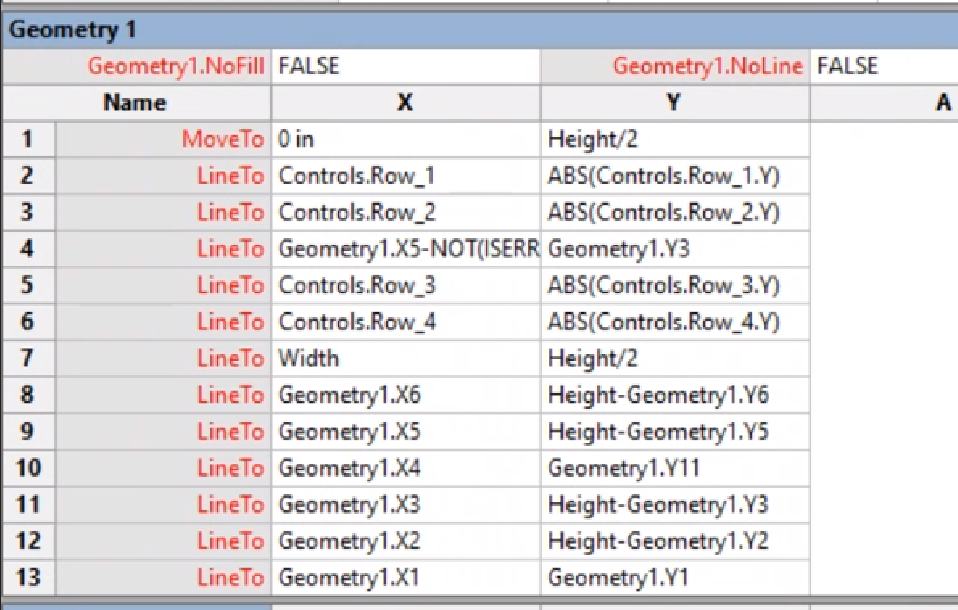 Geometry 1
Geometry1.NoFill FALSE Geometry1.NoLine FALSE
Name X Y A
1 MoveTo 0 in Height/2
2 LineTo Controls.Row_1 ABS(Controls.Row_1.Y)
3 LineTo Controls.Row_2 ABS(Controls.Row_2.Y)
4 LineTo Geometry1.X5-NOT(ISERR Geometry1.Y3
5 LineTo Controls.Row_3 ABS(Controls.Row_3.Y)
6 LineTo Controls.Row_4 ABS(Controls.Row_4.Y)
7 LineTo Width Height/2
8 LineTo Geometry1.X6 Height-Geometry1.Y6
9 LineTo Geometry1.X5 Height-Geometry1.Y5
10 LineTo Geometry1.X4 Geometry1.Y11
11 LineTo Geometry1.X3 Height-Geometry1.Y3
12 LineTo Geometry1.X2 Height-Geometry1.Y2
13 LineTo Geometry1.X1 Geometry1.Y1